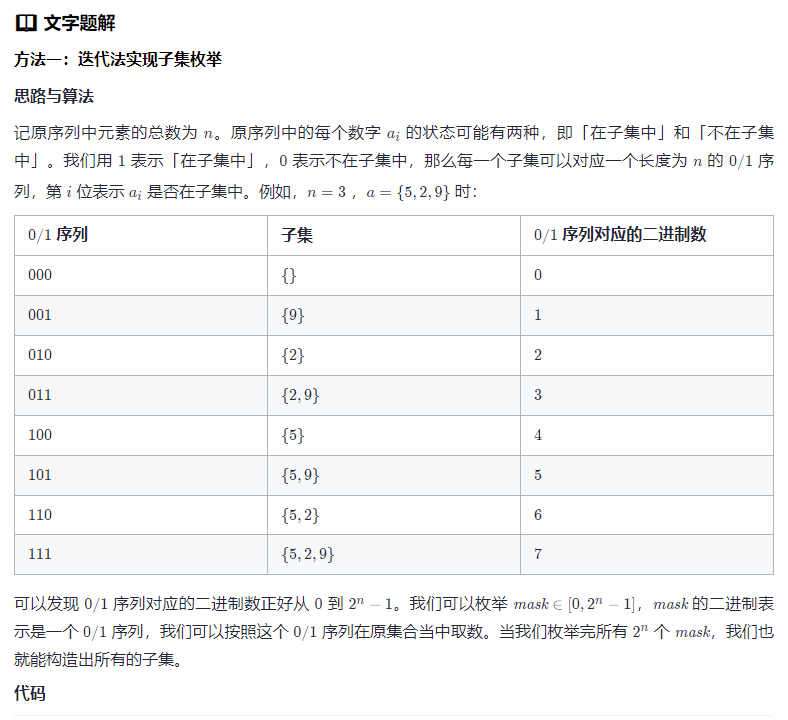 文字题解
方法一：迭代法实现子集枚举
思路与算法
记原序列中元素的总数为 n。原序列中的每个数字 aᵢ 的状态可能有两种，即「在子集中」和「不在子集
中」。我们用 1 表示「在子集中」，0 表示不在子集中，那么每一个子集可以对应一个长度为 n 的 0/1 序
列，第 i 位表示 aᵢ 是否在子集中。例如，n = 3 ，a = {5, 2, 9} 时：
0/1 序列 子集 0/1 序列对应的二进制数
000 {} 0
001 {9} 1
010 {2} 2
011 {2, 9} 3
100 {5} 4
101 {5, 9} 5
110 {5, 2} 6
111 {5, 2, 9} 7
可以发现 0/1 序列对应的二进制数正好从 0 到 2ⁿ − 1。我们可以枚举 mask ∈ [0, 2ⁿ − 1]，mask 的二进制表
示是一个 0/1 序列，我们可以按照这个 0/1 序列在原集合当中取数。当我们枚举完所有 2ⁿ 个 mask，我们也
就能构造出所有的子集。
代码